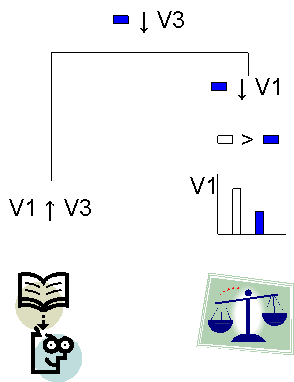 ↓ V3
↓ V1
>
V1
V1 ↑ V3